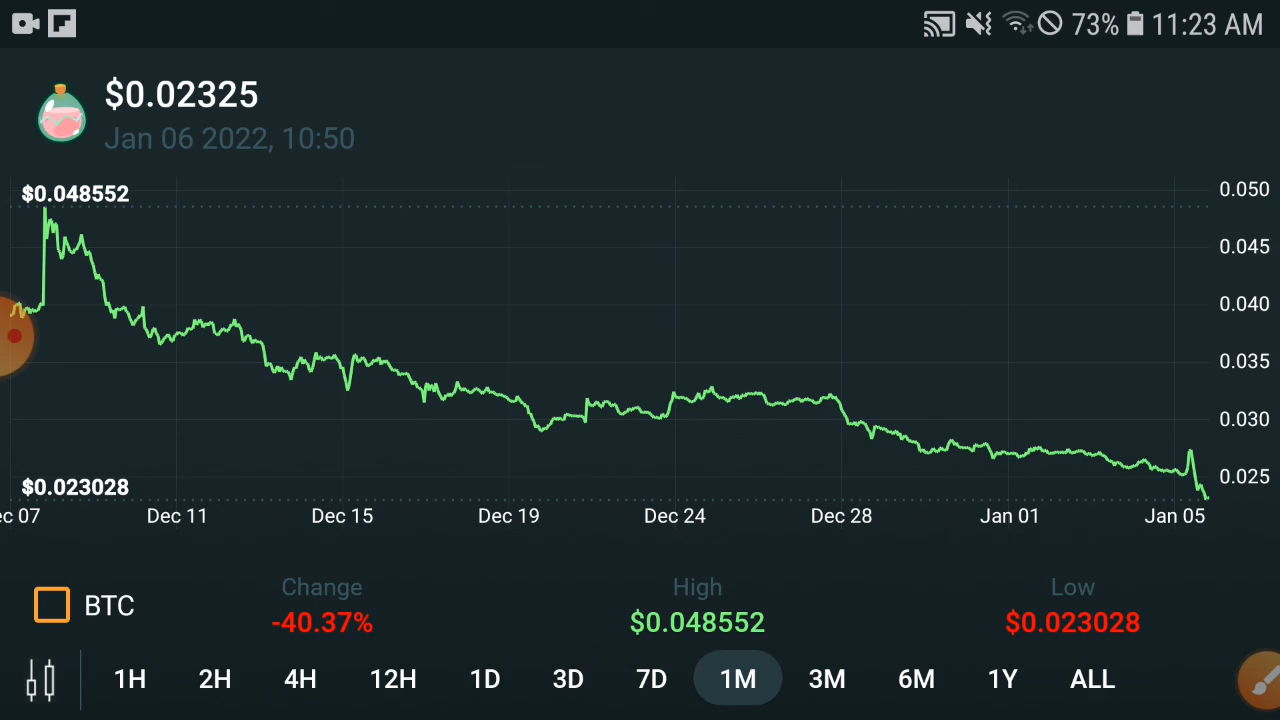 73% 11:23 AM
$0.02325
Jan 06 2022, 10:50
$0.048552
0.050
0.045
0.040
0.035
0.030
0.025
$0.023028
ec 07 Dec 11 Dec 15 Dec 19 Dec 24 Dec 28 Jan 01 Jan 05
BTC
Change High Low
-40.37% $0.048552 $0.023028
1H 2H 4H 12H 1D 3D 7D 1M 3M 6M 1Y ALL